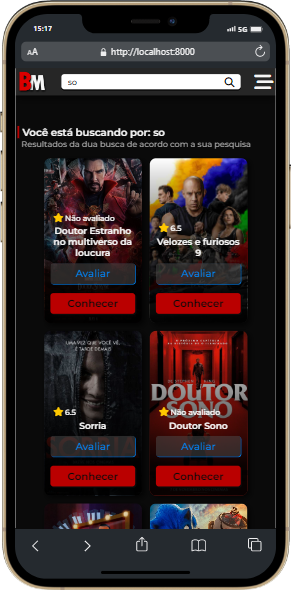 15:17
5G
AA
http://localhost:8000
BM
so
Você está buscando por: so
Resultados da dua busca de acordo com a sua pesquisa
Não avaliado
Doutor Estranho
no multiverso da
loucura
Avaliar
Conhecer
6.5
Velozes e furiosos
9
Avaliar
Conhecer
UMA VEZ QUE VOCÊ VÊ,
É TARDE DEMAIS
6.5
Sorria
Avaliar
Conhecer
DOUTOR
SONO
Não avaliado
Doutor Sono
Avaliar
Conhecer